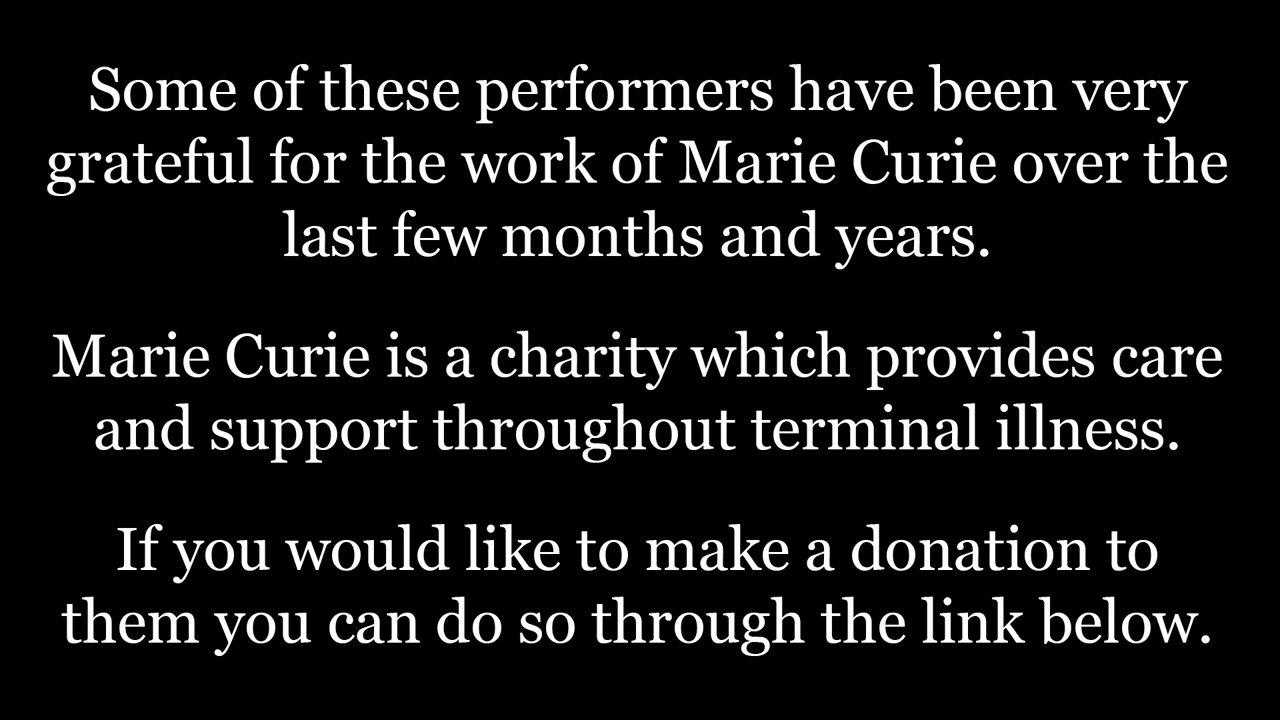 Some of these performers have been very
grateful for the work of Marie Curie over the
last few months and years.
Marie Curie is a charity which provides care
and support throughout terminal illness.
If you would like to make a donation to
them you can do so through the link below.